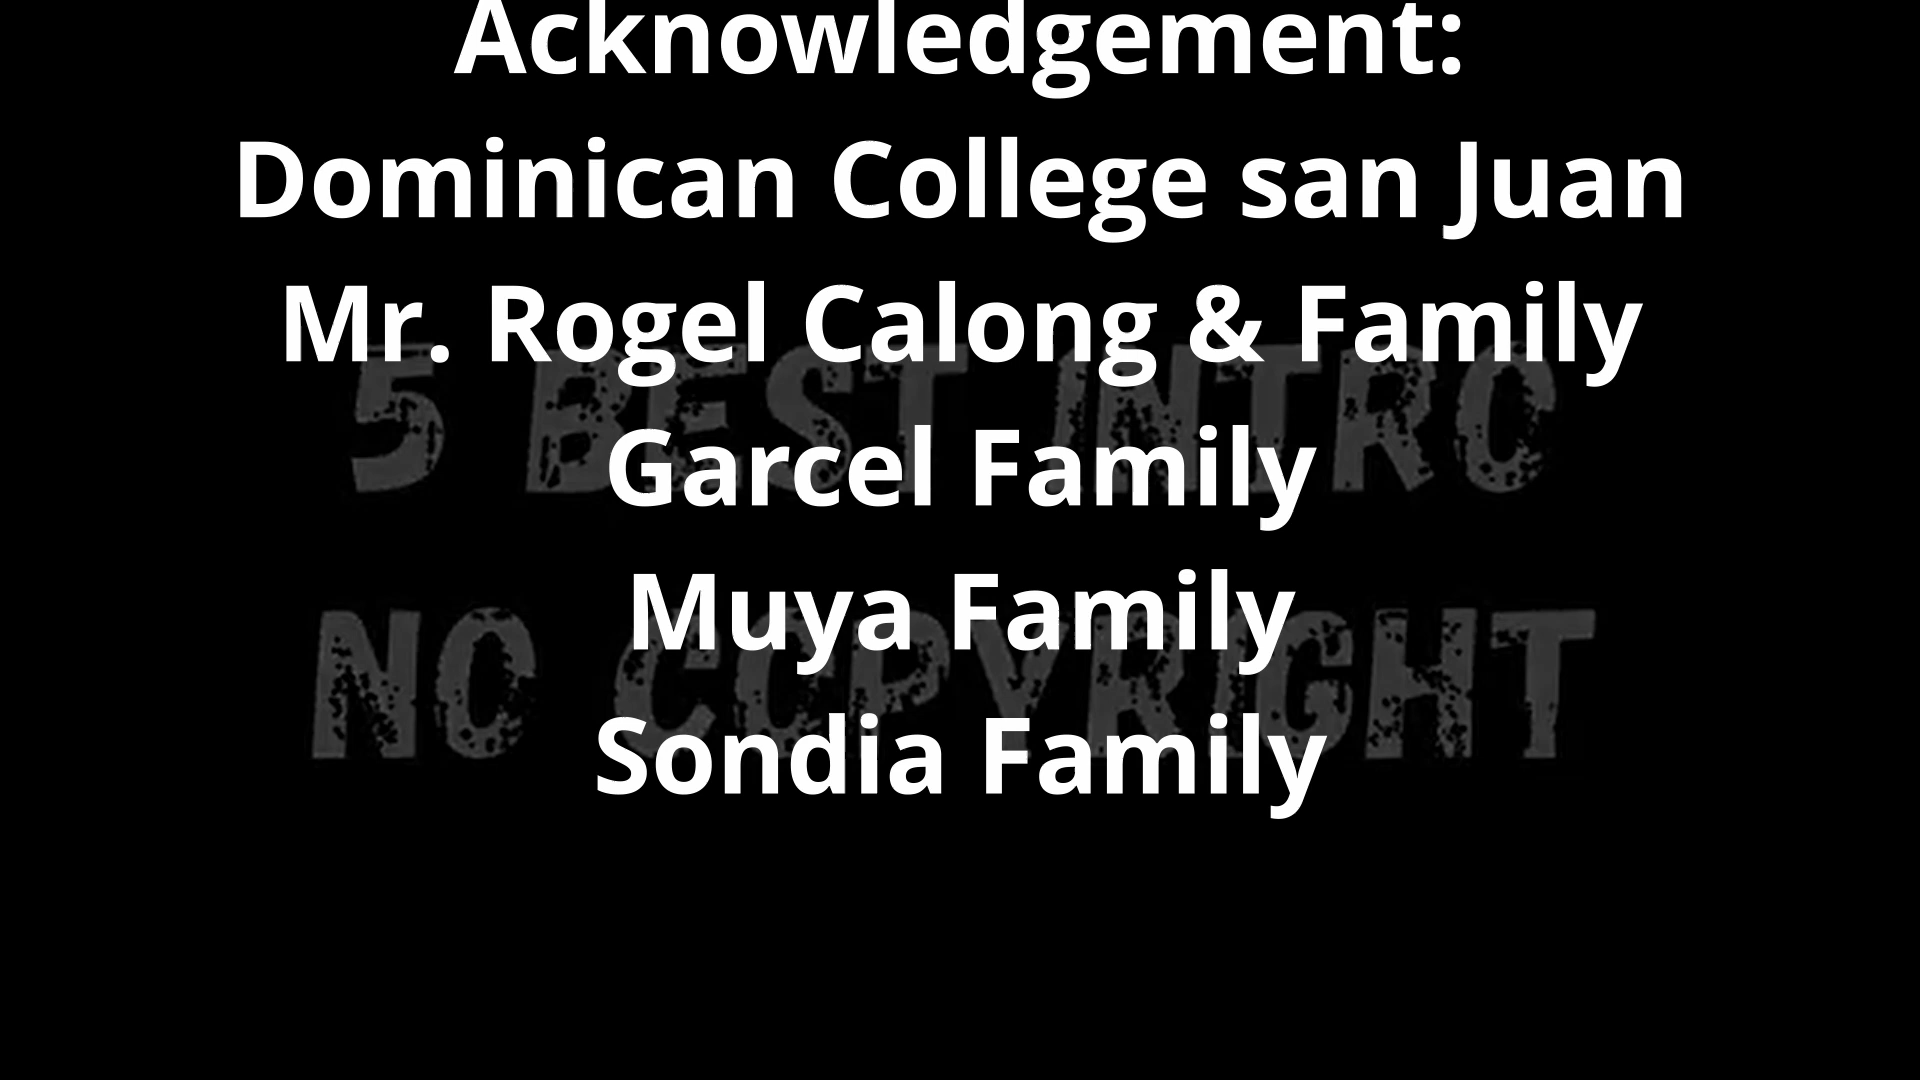 Acknowledgement:
Dominican College san Juan
Mr. Rogel Calong & Family
5 BEST INTRO
Garcel Family
Muya Family
NO COPYRIGHT
Sondia Family